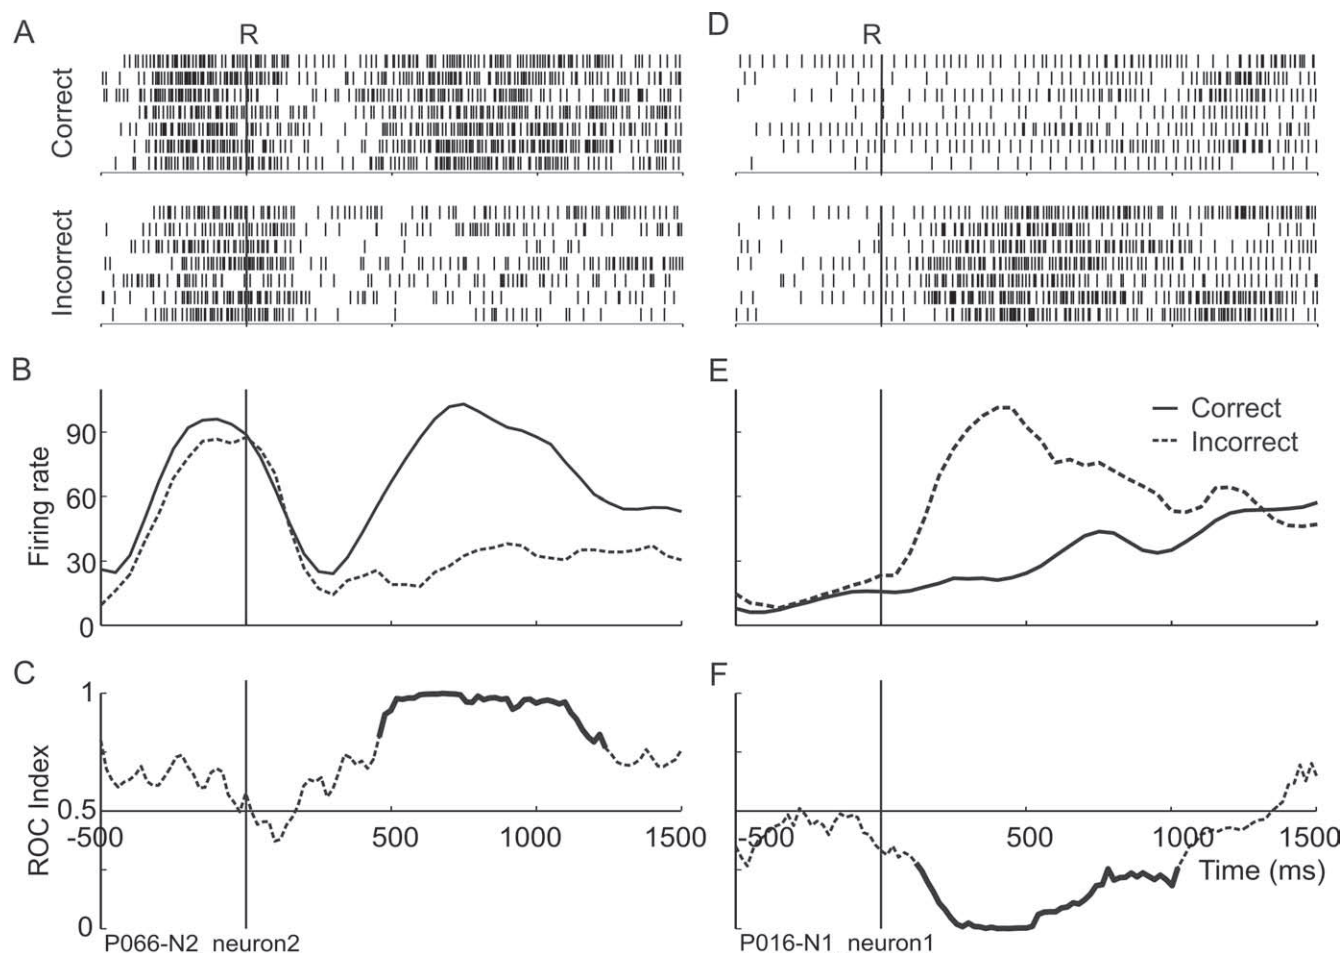 A
R
Correct
Incorrect
D
R
B
Firing rate
90
60
30
0
E
Correct
Incorrect
C
ROC Index
1
0.5
0
-500
500
1000
1500
P066-N2 neuron2
F
-500
500
1000
1500
Time (ms)
P016-N1 neuron1